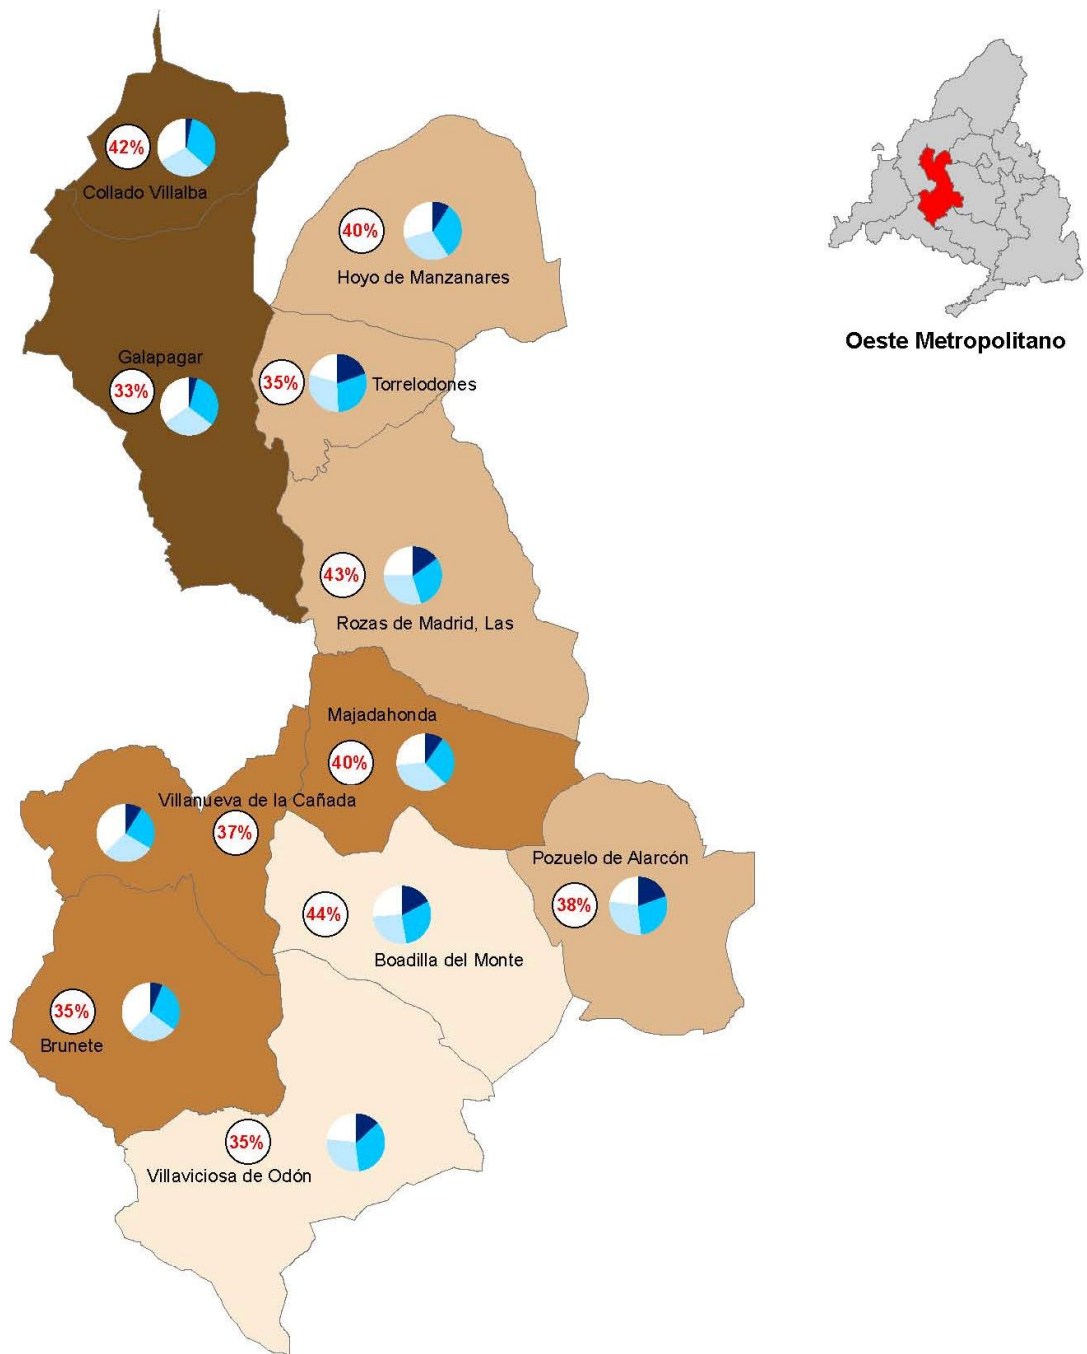 42%
Collado Villalba
40%
Hoyo de Manzanares
Oeste Metropolitano
Galapagar
33%
35%
Torrelodones
43%
Rozas de Madrid, Las
Majadahonda
40%
Villanueva de la Cañada
37%
Pozuelo de Alarcón
38%
44%
Boadilla del Monte
35%
Brunete
35%
Villaviciosa de Odón